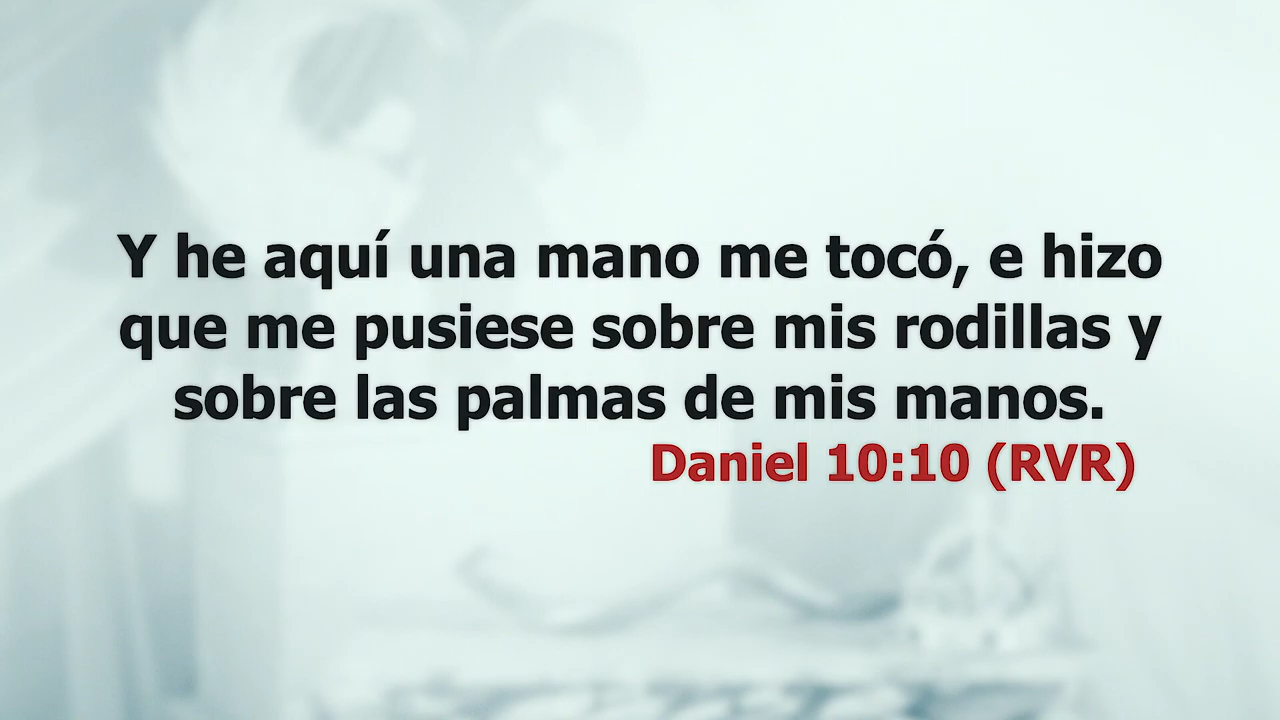 Y he aquí una mano me tocó, e hizo
que me pusiese sobre mis rodillas y
sobre las palmas de mis manos.
Daniel 10:10 (RVR)